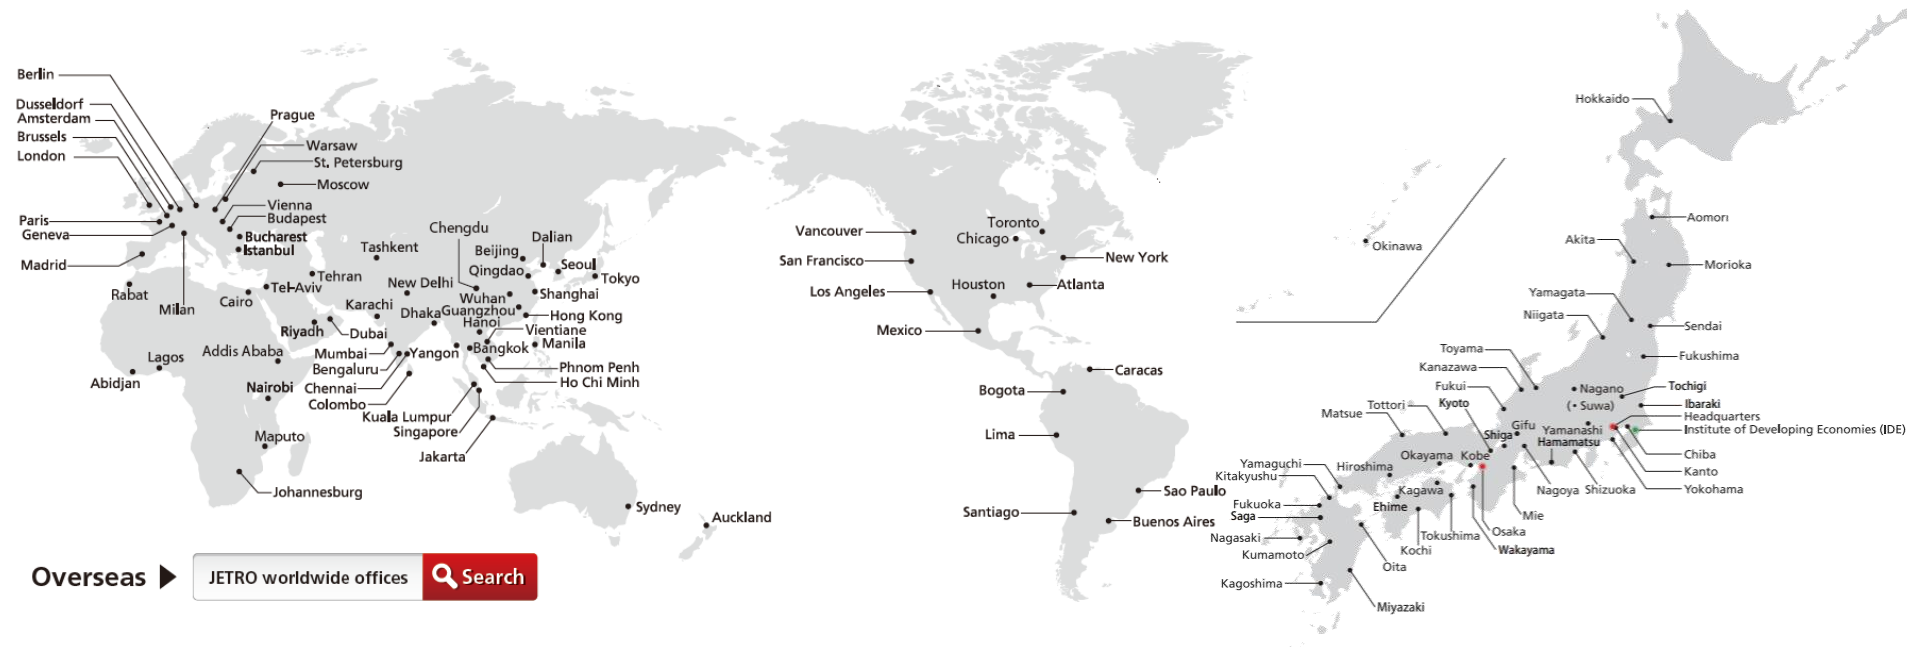 Berlin
Dusseldorf
Amsterdam
Brussels
London
Paris
Geneva
Madrid
Rabat
Milan
Prague
Warsaw
St. Petersburg
Moscow
Vienna
Budapest
Bucharest
Istanbul
Tehran
Tel-Aviv
Cairo
Riyadh
Dubai
Addis Ababa
Lagos
Abidjan
Nairobi
Maputo
Johannesburg
Tashkent
New Delhi
Karachi
Dhaka
Mumbai
Bengaluru
Chennai
Colombo
Yangon
Chengdu
Beijing
Dalian
Qingdao
Seoul
Tokyo
Wuhan
Shanghai
Guangzhou
Hong Kong
Hanoi
Vientiane
Bangkok
Manila
Phnom Penh
Ho Chi Minh
Kuala Lumpur
Singapore
Jakarta
Sydney
Auckland
Vancouver
San Francisco
Los Angeles
Mexico
Toronto
Chicago
New York
Houston
Atlanta
Caracas
Bogota
Lima
Sao Paulo
Santiago
Buenos Aires
Hokkaido
Okinawa
Aomori
Akita
Morioka
Yamagata
Niigata
Sendai
Toyama
Fukushima
Kanazawa
Fukui
Nagano
Tochigi
Kyoto
(• Suwa)
Ibaraki
Tottori
Matsue
Headquarters
Institute of Developing Economies (IDE)
Shiga
Gifu
Yamanashi
Hamamatsu
Chiba
Kanto
Yokohama
Okayama
Kobe
Yamaguchi
Hiroshima
Kitakyushu
Kagawa
Nagoya
Shizuoka
Fukuoka
Ehime
Saga
Mie
Nagasaki
Tokushima
Osaka
Kumamoto
Kochi
Wakayama
Oita
Kagoshima
Miyazaki
Overseas
JETRO worldwide offices
Search